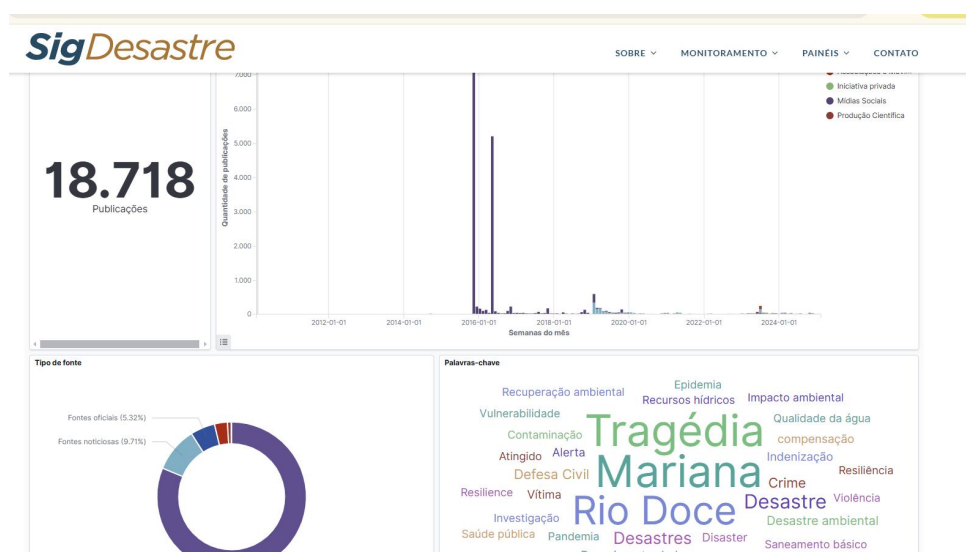 SigDesastre
SOBRE
MONITORAMENTO
PAINÉIS
CONTATO
18.718
Publicações
Quantidade de publicações
7.000
6.000
5.000
4.000
3.000
2.000
1.000
0
2012-01-01
2014-01-01
2016-01-01
2018-01-01
2020-01-01
2022-01-01
2024-01-01
Semanas do mês
Iniciativa privada
Mídias Sociais
Produção Científica
Tipo de fonte
Fontes oficiais (5.32%)
Fontes noticiosas (9.71%)
Palavras-chave
Epidemia
Recuperação ambiental
Recursos hídricos
Impacto ambiental
Vulnerabilidade
Tragédia
Qualidade da água
Contaminação
compensação
Atingido
Alerta
Mariana
Indenização
Defesa Civil
Resiliência
Crime
Resilience
Vítima
Rio Doce
Desastre
Violência
Investigação
Desastre ambiental
Saúde pública
Pandemia
Desastres
Disaster
Saneamento básico